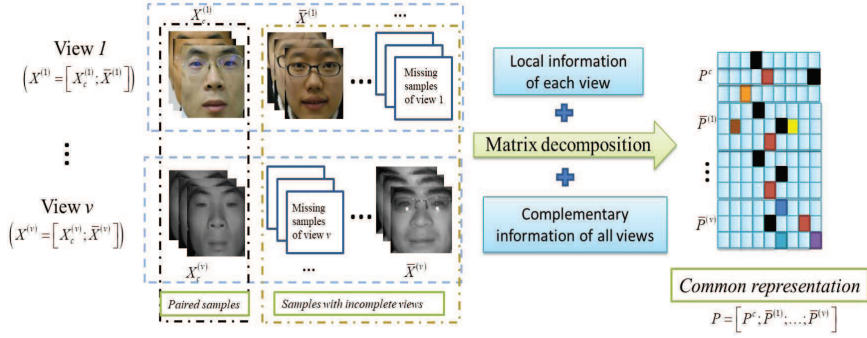 X_c^{(1)}
X̄^{(1)}
...
View 1
(X^{(1)}=[X_c^{(1)};X̄^{(1)}])
Missing
samples
of view 1
View v
(X^{(v)}=[X_c^{(v)};X̄^{(v)}])
Missing
samples
of view v
...
X_c^{(v)}
X̄^{(v)}
Paired samples
Samples with incomplete views
Local information
of each view
Matrix decomposition
Complementary
information of all views
P^c
P̄^{(1)}
P̄^{(v)}
Common representation
P=[P^c;P̄^{(1)};…;P̄^{(v)}]